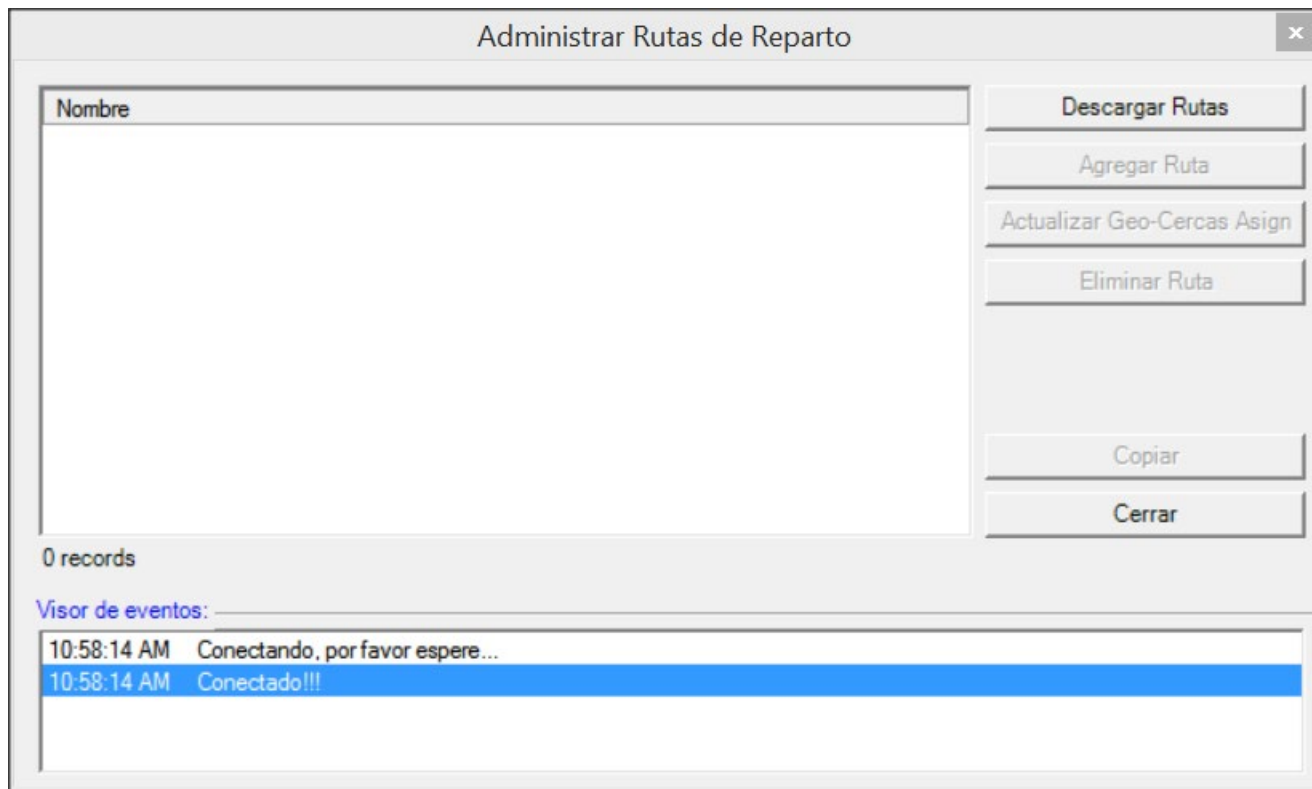 Administrar Rutas de Reparto
x
Nombre
Descargar Rutas
Agregar Ruta
Actualizar Geo-Cercas Asign
Eliminar Ruta
Copiar
Cerrar
0 records
Visor de eventos:
10:58:14 AM Conectando, por favor espere...
10:58:14 AM Conectado!!!